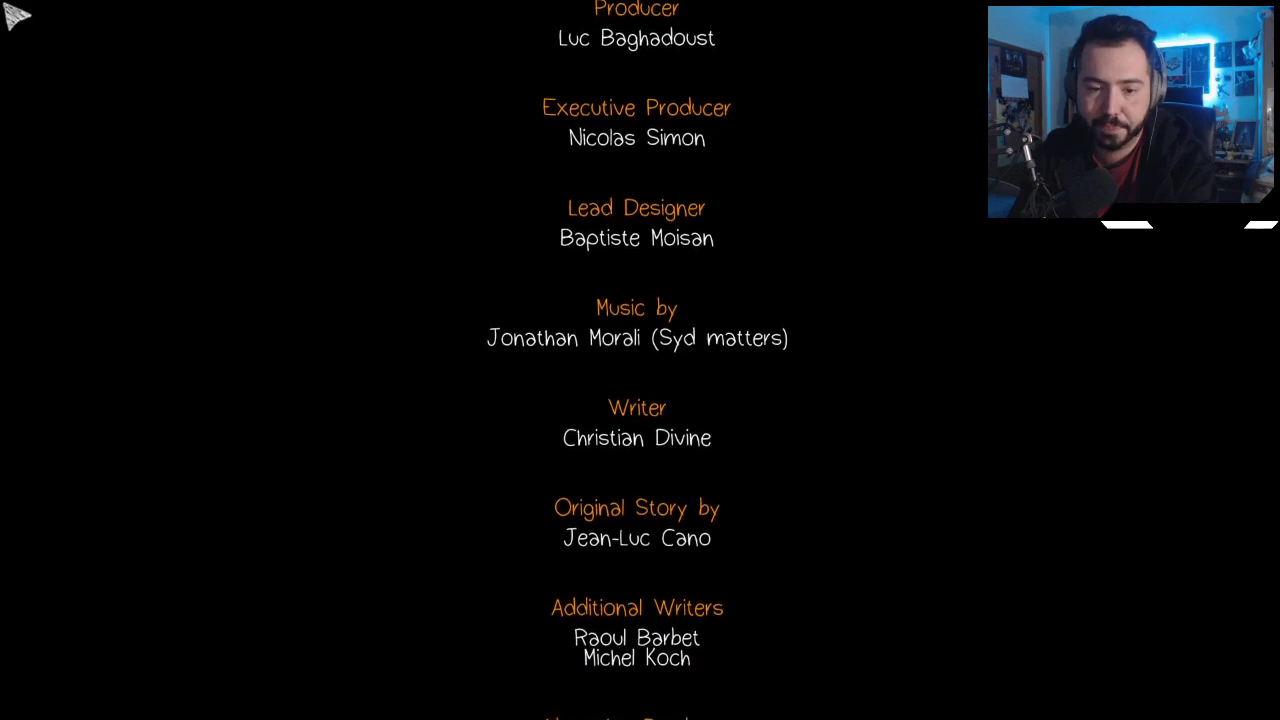 Producer
Luc Baghadoust
Executive Producer
Nicolas Simon
Lead Designer
Baptiste Moisan
Music by
Jonathan Morali (Syd matters)
Writer
Christian Divine
Original Story by
Jean-Luc Cano
Additional Writers
Raoul Barbet
Michel Koch